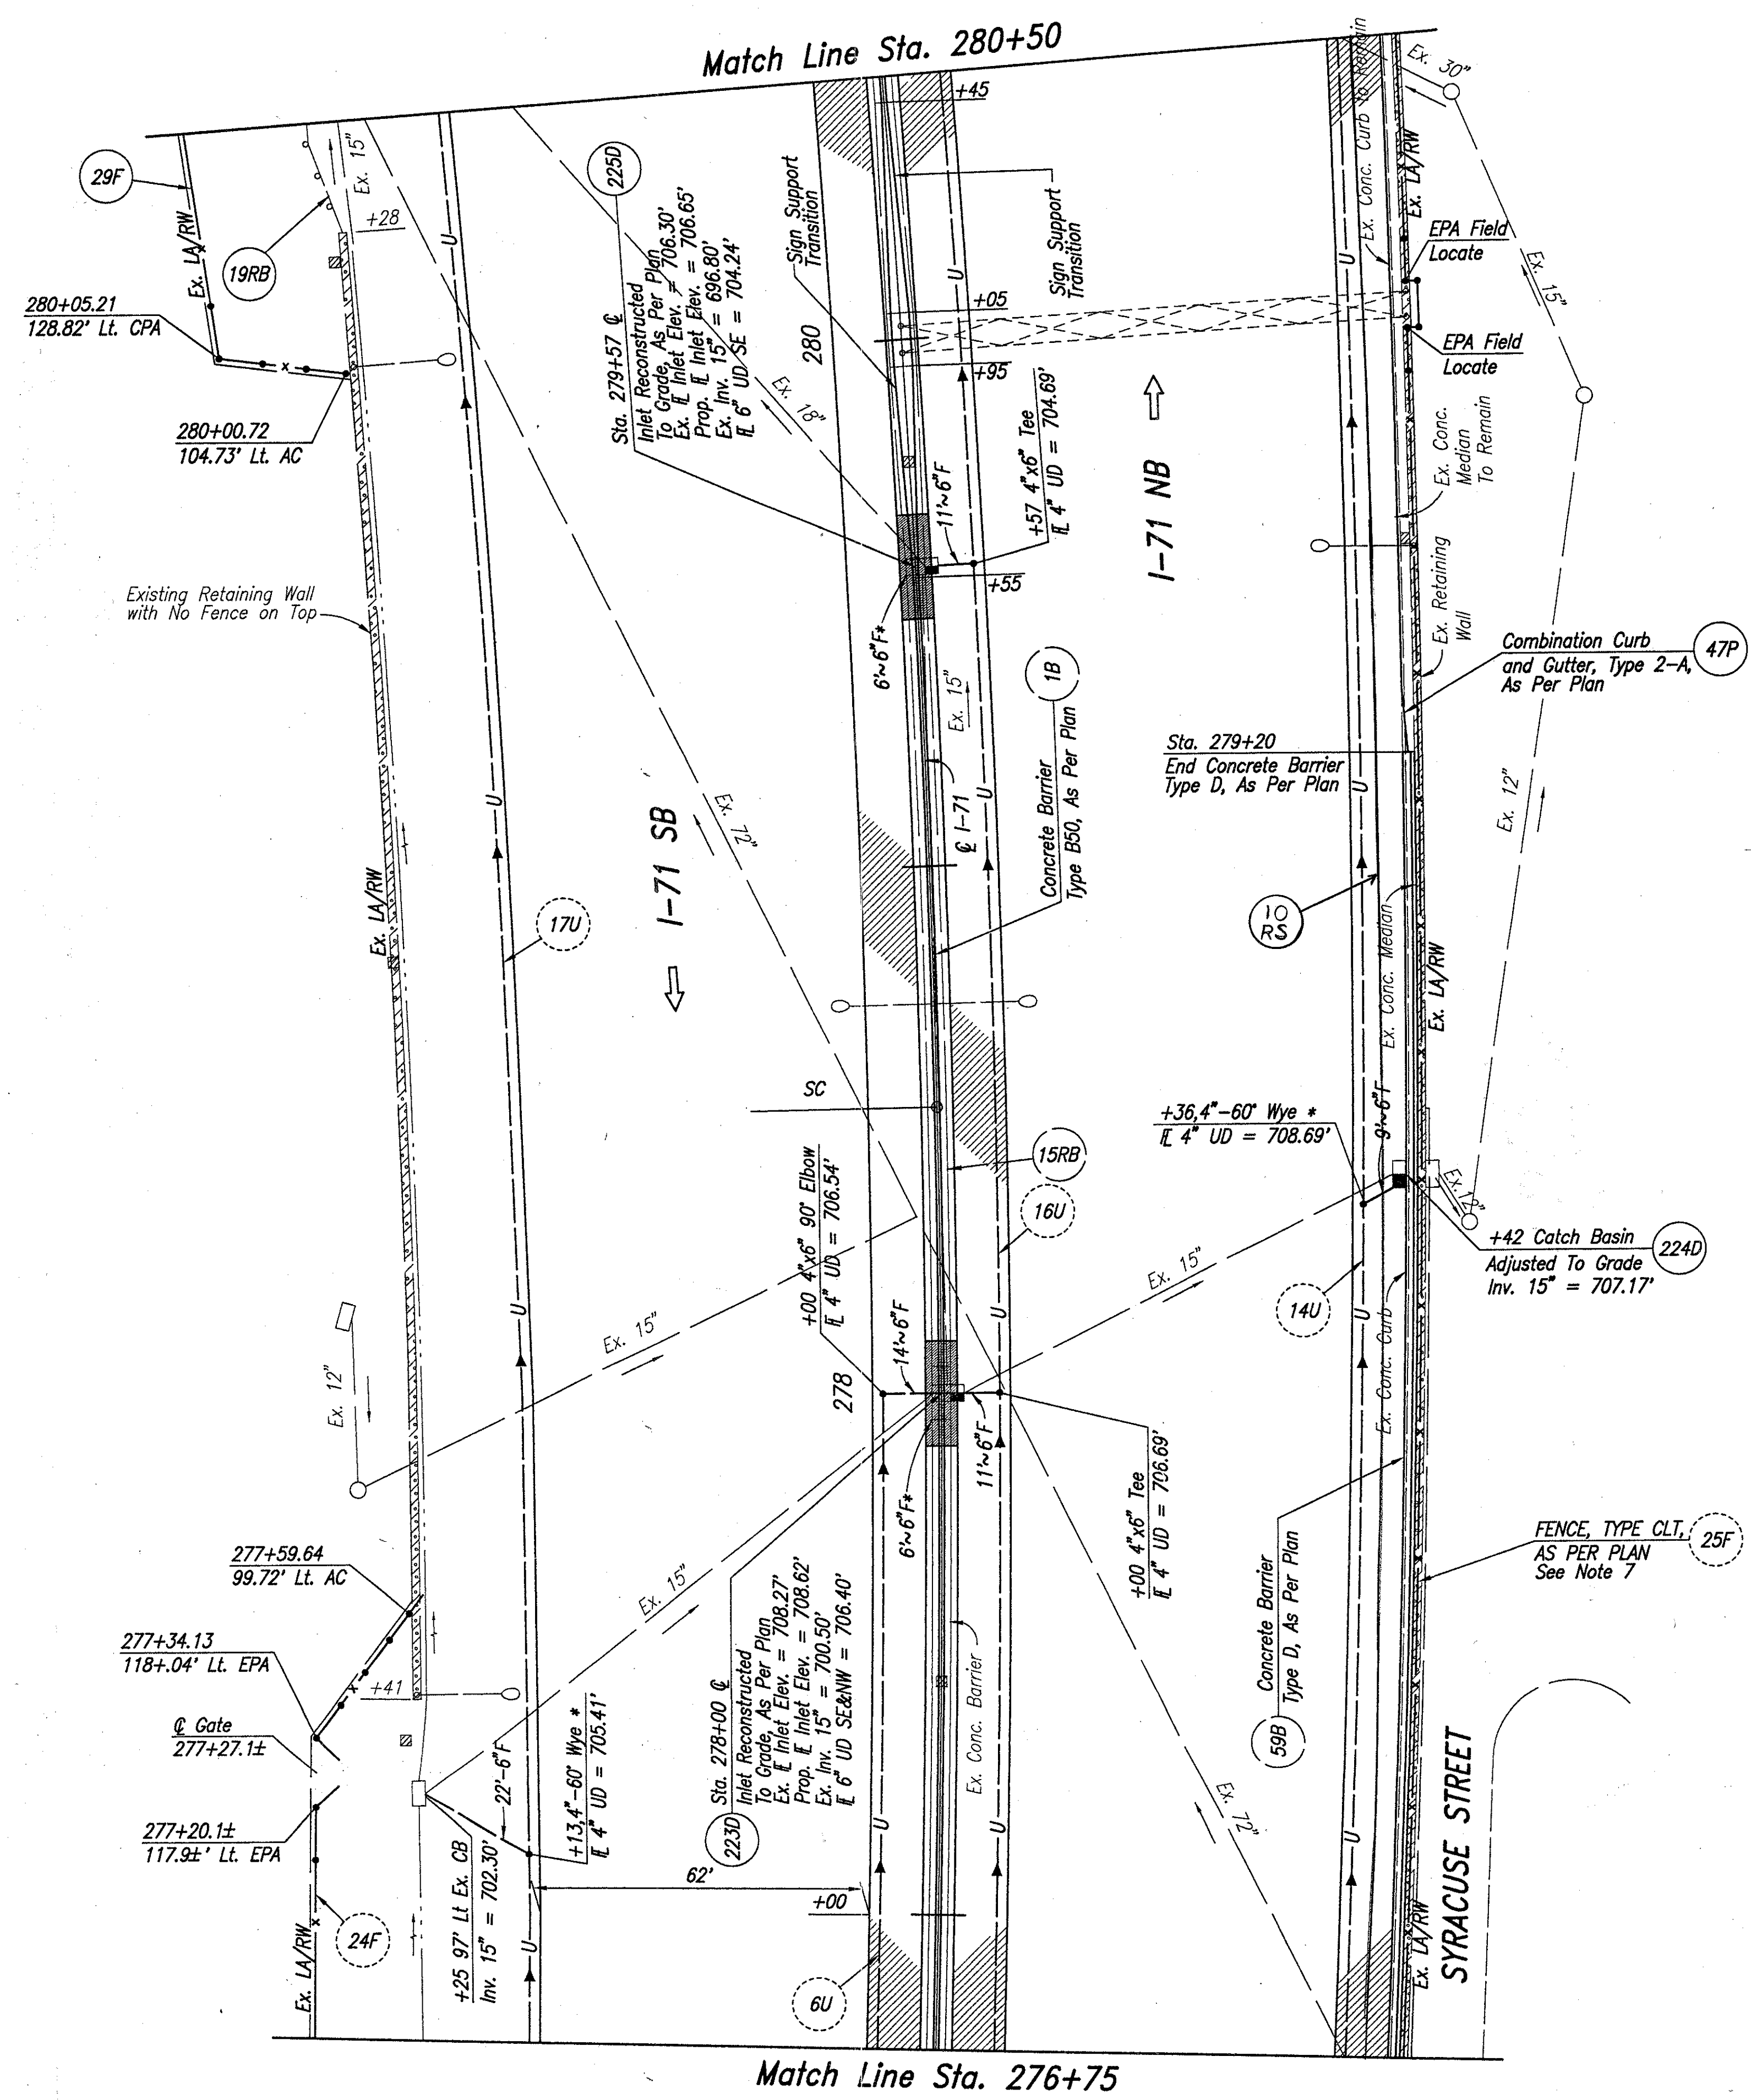 Match Line Sta. 280+50
29F
Ex. LA/RW
19RB
Ex. 15"
+28
280+05.21
128.82' Lt. CPA
280+00.72
104.73' Lt. AC
U
225D
Sta. 279+57 ℄
Inlet Reconstructed
To Grade, As Per Plan
Ex. ℄ Inlet Elev. = 706.30'
Prop. ℄ Inlet Elev. = 706.65'
Ex. Inv. 15" = 696.80'
℄ 6" UD SE = 704.24'
Ex. 18"
Sign Support
Transition
280
+45
Sign Support
Transition
U
+05
+95
+57 4"x6" Tee
℄ 4" UD = 704.69'
11'~6"F
+55
6'~6"F*
I-71 NB
U
Ex. Conc. Curb to Remain
Ex. 30"
Ex. LA/RW
EPA Field
Locate
EPA Field
Locate
Ex. 15"
Ex. Conc.
Median
To Remain
Ex. Retaining
Wall
Combination Curb
and Gutter, Type 2-A,
As Per Plan
47P
Existing Retaining Wall
with No Fence on Top
Ex. LA/RW
U
17U
I-71 SB
Ex. 72"
Ex. 15"
℄ I-71
U
1B
Concrete Barrier
Type B50, As Per Plan
Sta. 279+20
End Concrete Barrier
Type D, As Per Plan
U
10
RS
Ex. Conc. Median
Ex. LA/RW
Ex. 12"
SC
15RB
16U
+00 4"x6" 90° Elbow
℄ 4" UD = 706.54'
+36,4"-60° Wye *
℄ 4" UD = 708.69'
9'~6"F
Ex. 12"
+42 Catch Basin
Adjusted To Grade
Inv. 15" = 707.17'
224D
14U
U
Ex. Conc. Curb
Ex. 15"
Ex. 15"
U
U
Ex. 12"
278
14'~6"F
11'~6"F
6'~6"F*
+00 4"x6" Tee
℄ 4" UD = 706.69'
277+59.64
99.72' Lt. AC
277+34.13
118+.04' Lt. EPA
+41
℄ Gate
277+27.1±
277+20.1±
117.9±' Lt. EPA
Ex. LA/RW
24F
+25 97' Lt Ex. CB
Inv. 15" = 702.30'
22'-6"F
+13,4"-60° Wye *
℄ 4" UD = 705.41'
U
Ex. 15"
223D
Sta. 278+00 ℄
Inlet Reconstructed
To Grade, As Per Plan
Ex. ℄ Inlet Elev. = 708.27'
Prop. ℄ Inlet Elev. = 708.62'
Ex. Inv. 15" = 700.50'
℄ 6" UD SE&NW = 706.40'
62'
+00
6U
U
Ex. Conc. Barrier
U
Ex. 72"
59B
Concrete Barrier
Type D, As Per Plan
U
FENCE, TYPE CLT,
AS PER PLAN
See Note 7
25F
Ex. LA/RW
SYRACUSE STREET
Match Line Sta. 276+75